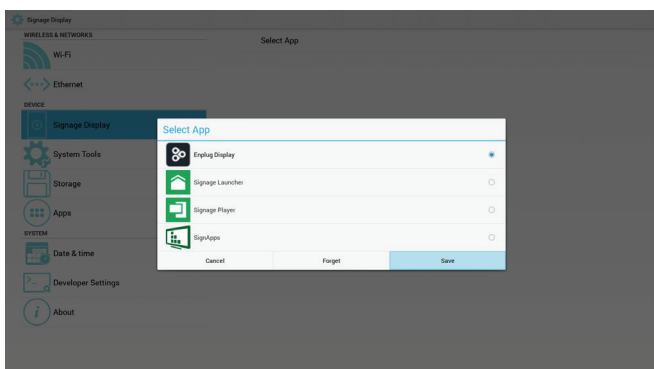 Signage Display
WIRELESS & NETWORKS
Select App
Wi-Fi
Ethernet
DEVICE
Signage Display
System Tools
Storage
Apps
SYSTEM
Date & time
Developer Settings
About
Select App
Enplug Display
Signage Launcher
Signage Player
SignApps
Cancel Forget Save